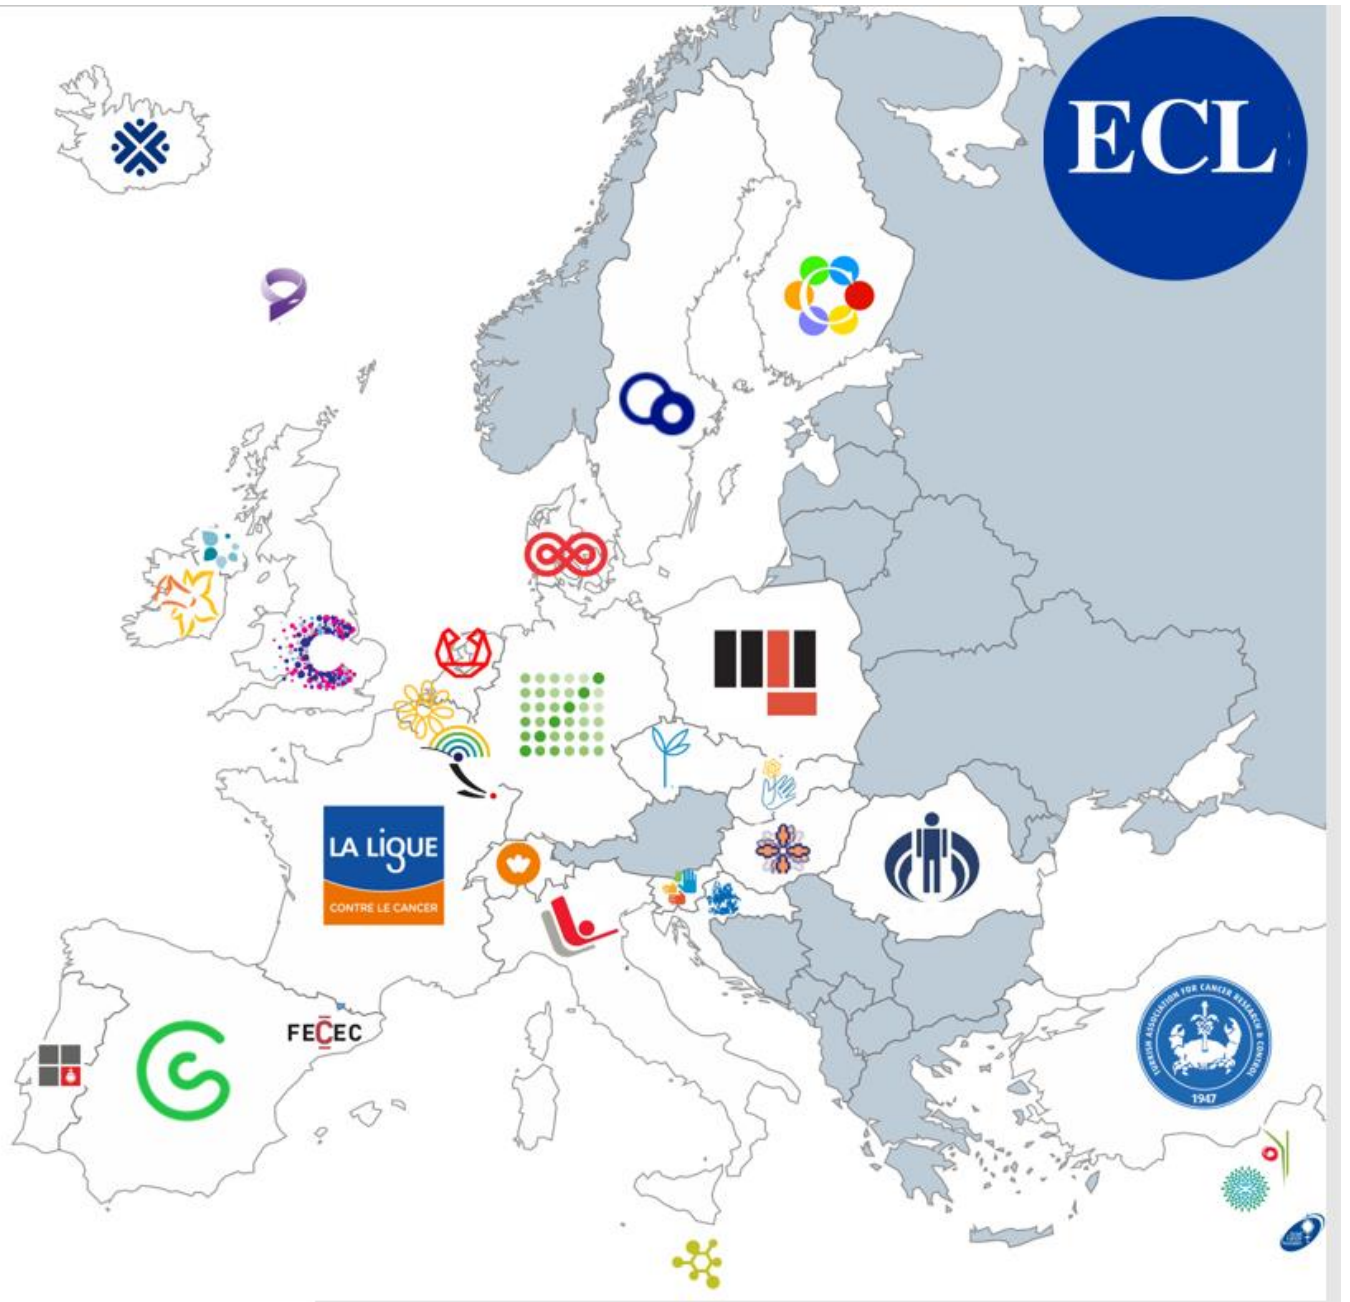 ECL
LA LiGUE
CONTRE LE CANCER
FECEC
TURKISH ASSOCIATION FOR CANCER RESEARCH & CONTROL
1947